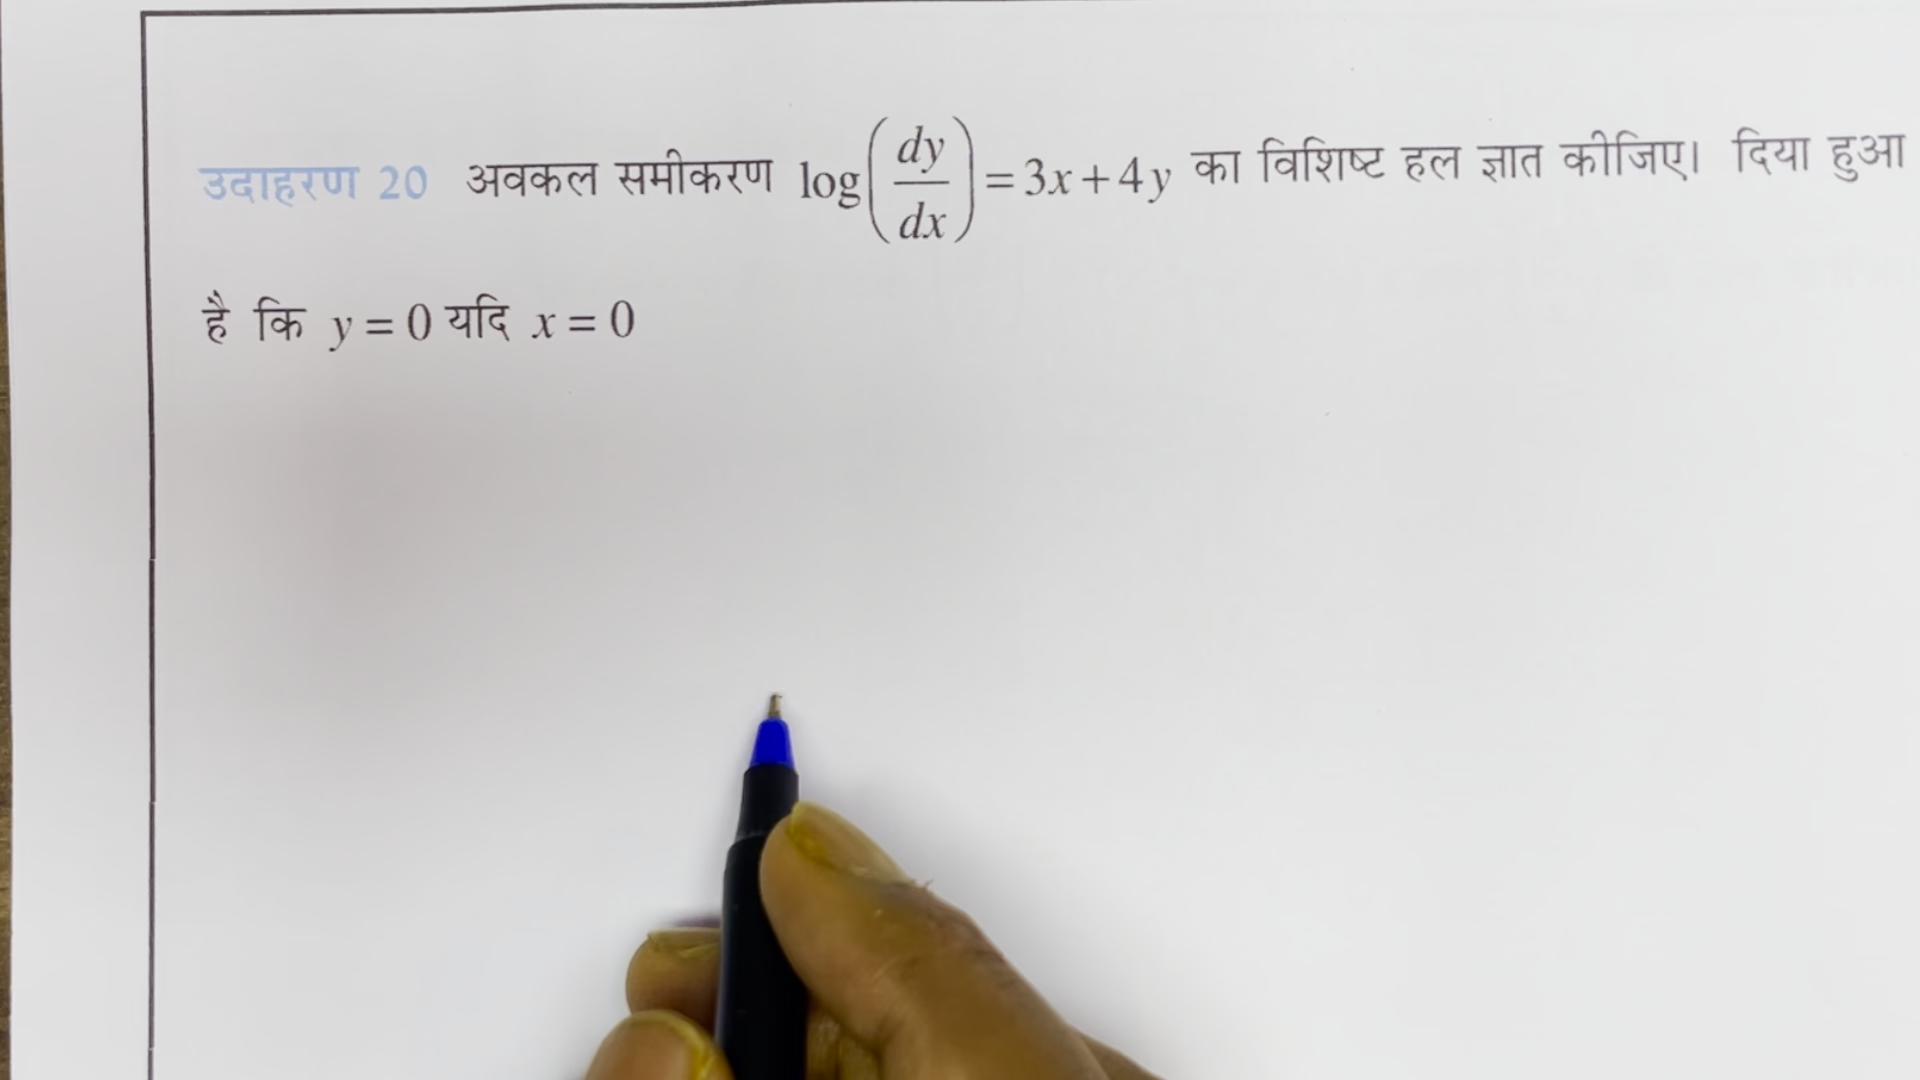 उदाहरण 20 अवकल समीकरण log(dy/dx) = 3x + 4y का विशिष्ट हल ज्ञात कीजिए। दिया हुआ
है कि y = 0 यदि x = 0